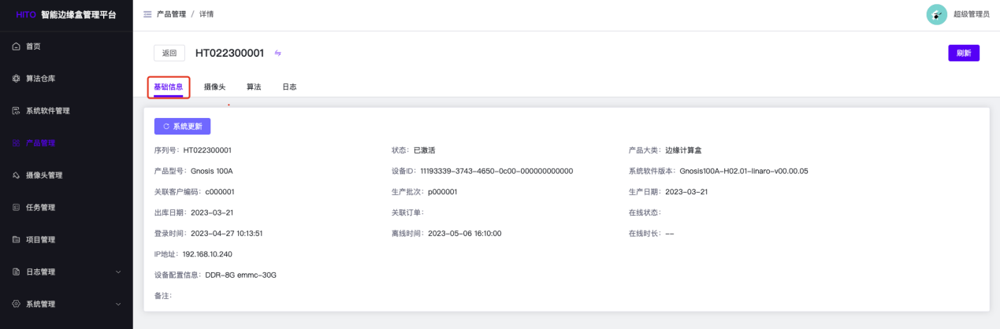 HITO 智能边缘盒管理平台
产品管理 / 详情
超级管理员
首页
算法仓库
系统软件管理
产品管理
摄像头管理
任务管理
项目管理
日志管理
系统管理
返回 HT022300001
刷新
基础信息 摄像头 算法 日志
系统更新
序列号: HT022300001 状态: 已激活 产品大类: 边缘计算盒
产品型号: Gnosis 100A 设备ID: 11193339-3743-4650-0c00-000000000000 系统软件版本: Gnosis100A-H02.01-linaro-v00.00.05
关联客户编码: c000001 生产批次: p000001 生产日期: 2023-03-21
出库日期: 2023-03-21 关联订单: 在线状态:
登录时间: 2023-04-27 10:13:51 离线时间: 2023-05-06 16:10:00 在线时长: --
IP地址: 192.168.10.240
设备配置信息: DDR-8G emmc-30G
备注: